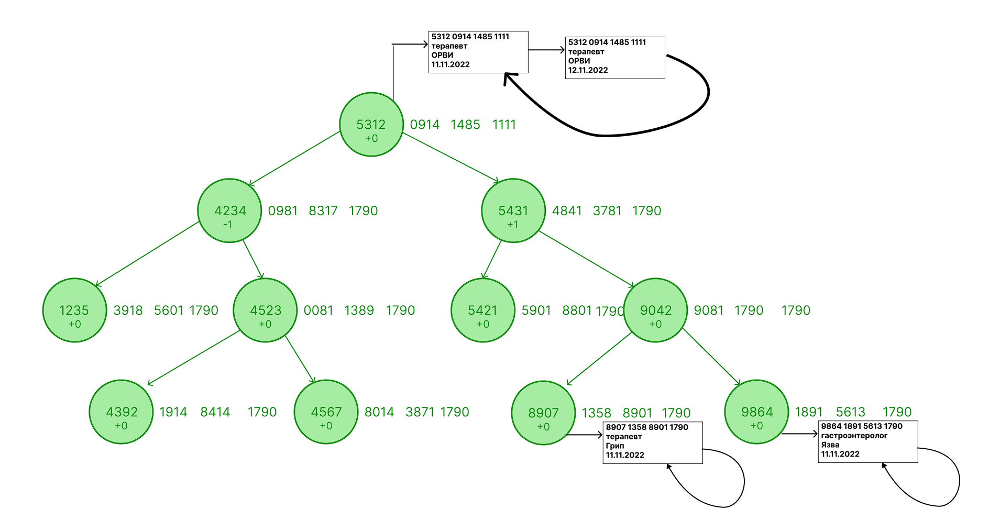 5312 0914 1485 1111
терапевт
ОРВИ
11.11.2022
5312 0914 1485 1111
терапевт
ОРВИ
12.11.2022
5312 0914 1485 1111
+0
4234 0981 8317 1790
-1
5431 4841 3781 1790
+1
1235 3918 5601 1790
+0
4523 0081 1389 1790
+0
5421 5901 8801 1790
+0
9042 9081 1790 1790
+0
4392 1914 8414 1790
+0
4567 8014 3871 1790
+0
8907 1358 8901 1790
+0
8907 1358 8901 1790
терапевт
Грип
11.11.2022
9864 1891 5613 1790
+0
9864 1891 5613 1790
гастроэнтеролог
Язва
11.11.2022